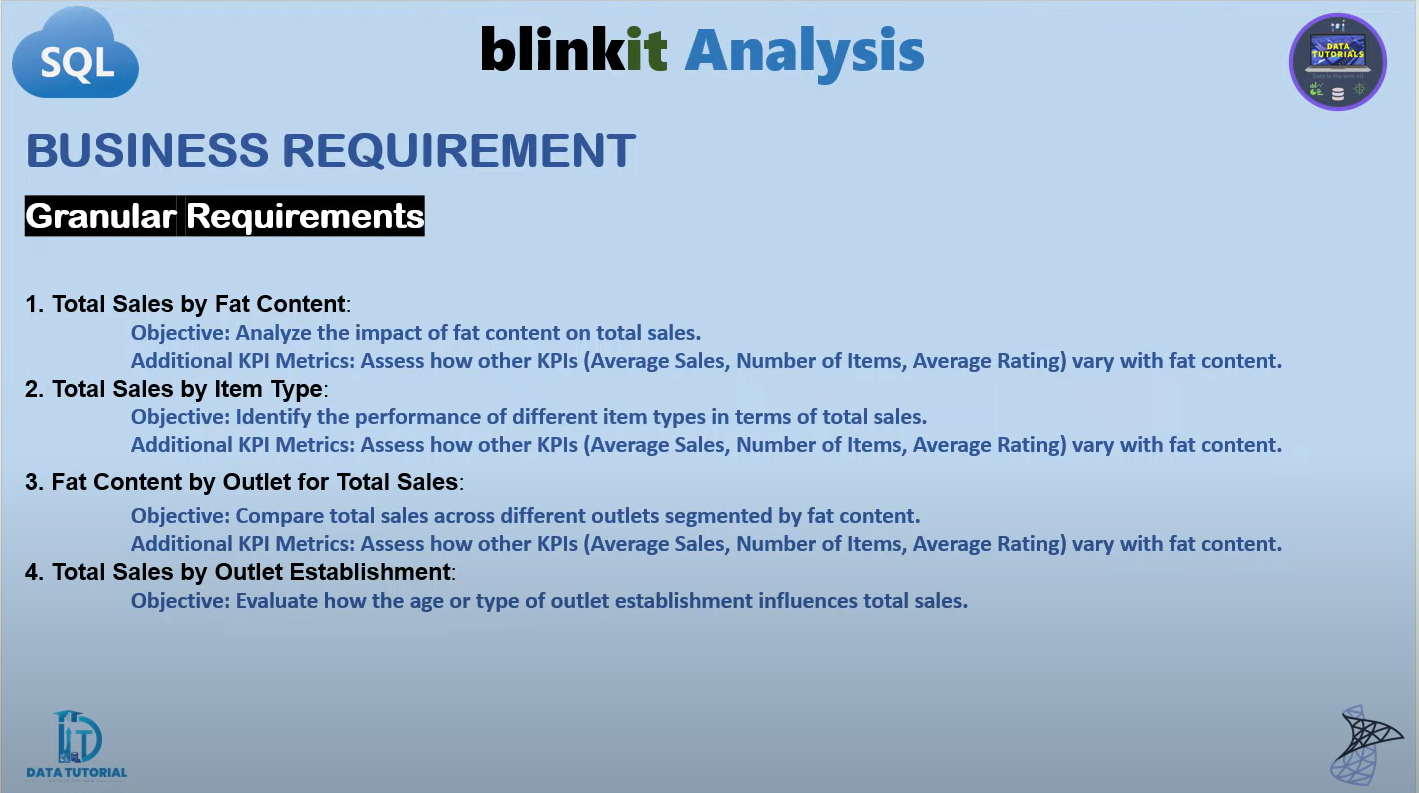 SQL
blinkit Analysis
DATA
TUTORIALS
BUSINESS REQUIREMENT
Granular Requirements
1. Total Sales by Fat Content:
Objective: Analyze the impact of fat content on total sales.
Additional KPI Metrics: Assess how other KPIs (Average Sales, Number of Items, Average Rating) vary with fat content.
2. Total Sales by Item Type:
Objective: Identify the performance of different item types in terms of total sales.
Additional KPI Metrics: Assess how other KPIs (Average Sales, Number of Items, Average Rating) vary with fat content.
3. Fat Content by Outlet for Total Sales:
Objective: Compare total sales across different outlets segmented by fat content.
Additional KPI Metrics: Assess how other KPIs (Average Sales, Number of Items, Average Rating) vary with fat content.
4. Total Sales by Outlet Establishment:
Objective: Evaluate how the age or type of outlet establishment influences total sales.
DATA TUTORIAL